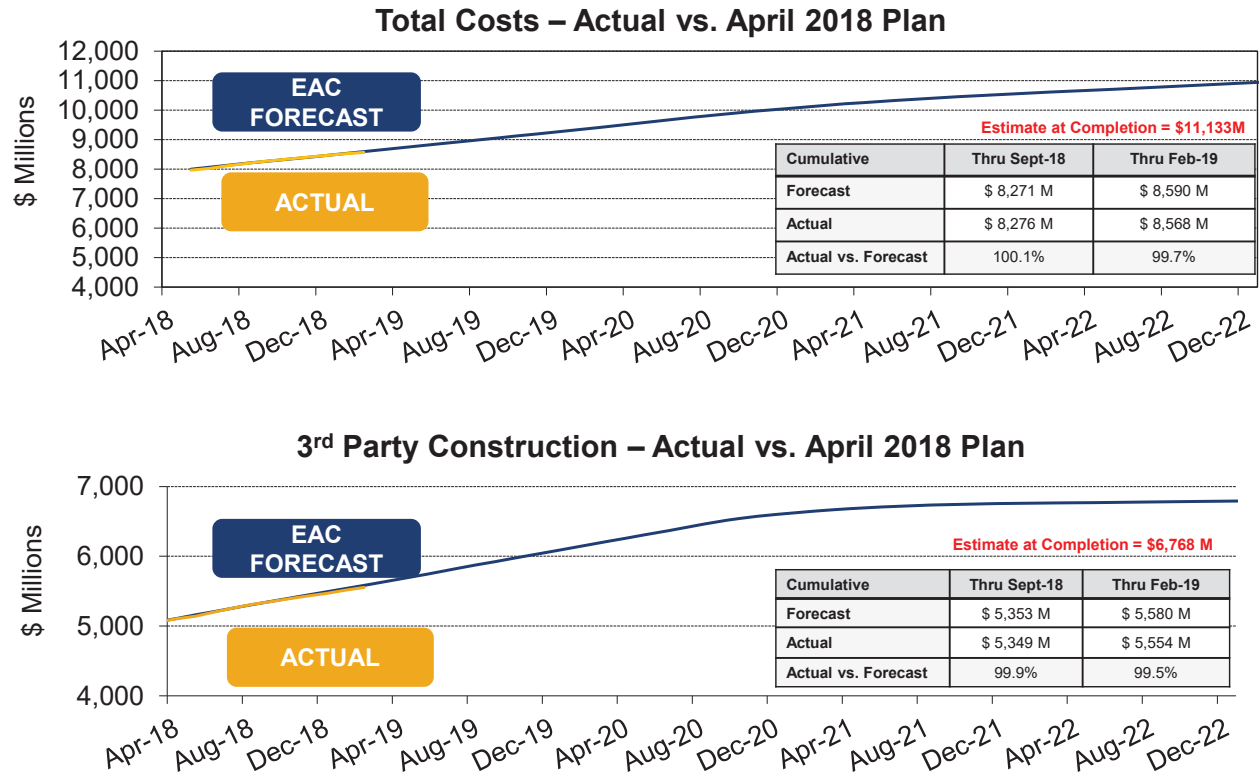 Total Costs – Actual vs. April 2018 Plan
$ Millions
12,000
11,000
10,000
9,000
8,000
7,000
6,000
5,000
4,000
EAC
FORECAST
ACTUAL
Estimate at Completion = $11,133M
Cumulative Thru Sept-18 Thru Feb-19
Forecast $ 8,271 M $ 8,590 M
Actual $ 8,276 M $ 8,568 M
Actual vs. Forecast 100.1% 99.7%
Apr-18 Aug-18 Dec-18 Apr-19 Aug-19 Dec-19 Apr-20 Aug-20 Dec-20 Apr-21 Aug-21 Dec-21 Apr-22 Aug-22 Dec-22
3rd Party Construction – Actual vs. April 2018 Plan
$ Millions
7,000
6,000
5,000
4,000
EAC
FORECAST
ACTUAL
Estimate at Completion = $6,768 M
Cumulative Thru Sept-18 Thru Feb-19
Forecast $ 5,353 M $ 5,580 M
Actual $ 5,349 M $ 5,554 M
Actual vs. Forecast 99.9% 99.5%
Apr-18 Aug-18 Dec-18 Apr-19 Aug-19 Dec-19 Apr-20 Aug-20 Dec-20 Apr-21 Aug-21 Dec-21 Apr-22 Aug-22 Dec-22